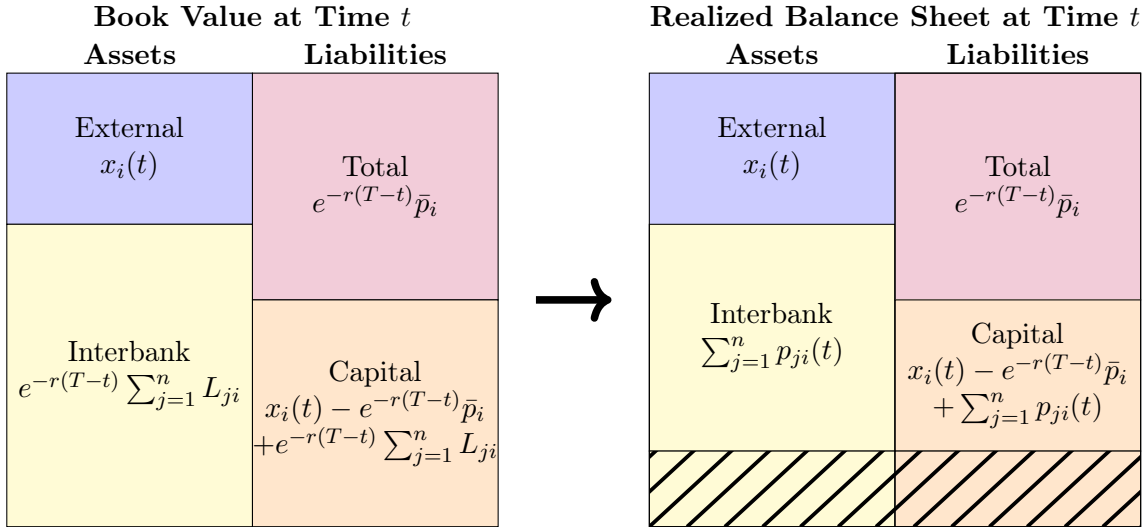 Book Value at Time $t$
Assets Liabilities
External
$x_i(t)$
Total
$e^{-r(T-t)}\bar{p}_i$
Interbank
$e^{-r(T-t)} \sum_{j=1}^{n} L_{ji}$
Capital
$x_i(t) - e^{-r(T-t)}\bar{p}_i$
$+e^{-r(T-t)} \sum_{j=1}^{n} L_{ji}$
Realized Balance Sheet at Time $t$
Assets Liabilities
External
$x_i(t)$
Total
$e^{-r(T-t)}\bar{p}_i$
Interbank
$\sum_{j=1}^{n} p_{ji}(t)$
Capital
$x_i(t) - e^{-r(T-t)}\bar{p}_i$
$+ \sum_{j=1}^{n} p_{ji}(t)$